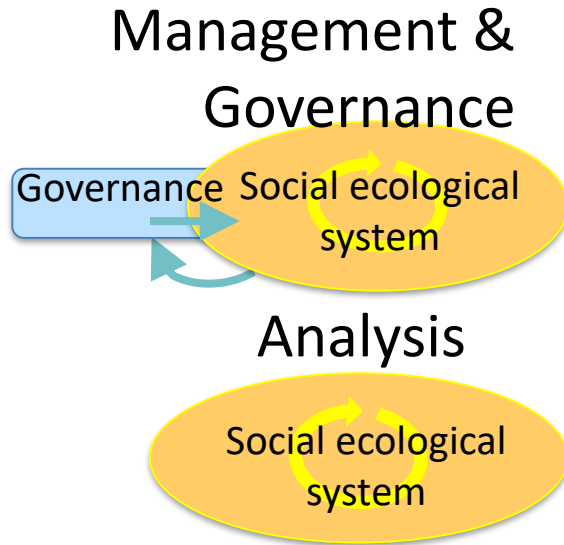 Management &
Governance
Governance
Social ecological
system
Analysis
Social ecological
system